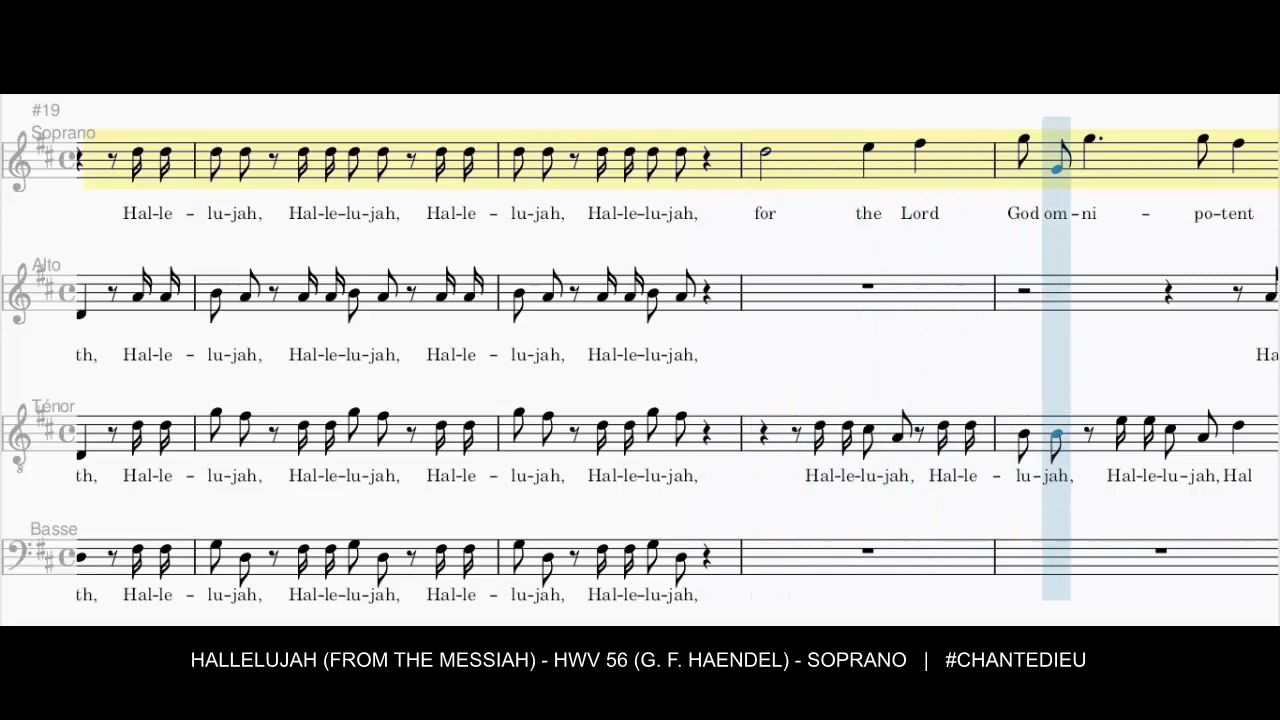 #19
Soprano
Hal-le - lu-jah, Hal-le-lu-jah, Hal-le - lu-jah, Hal-le-lu-jah, for the Lord God om-ni - po-tent
Alto
th, Hal-le - lu-jah, Hal-le-lu-jah, Hal-le - lu-jah, Hal-le-lu-jah, Ha
Ténor
th, Hal-le - lu-jah, Hal-le-lu-jah, Hal-le - lu-jah, Hal-le-lu-jah, Hal-le-lu-jah, Hal-le - lu-jah, Hal-le-lu-jah, Hal
Basse
th, Hal-le - lu-jah, Hal-le-lu-jah, Hal-le - lu-jah, Hal-le-lu-jah,
HALLELUJAH (FROM THE MESSIAH) - HWV 56 (G. F. HAENDEL) - SOPRANO | #CHANTEDIEU